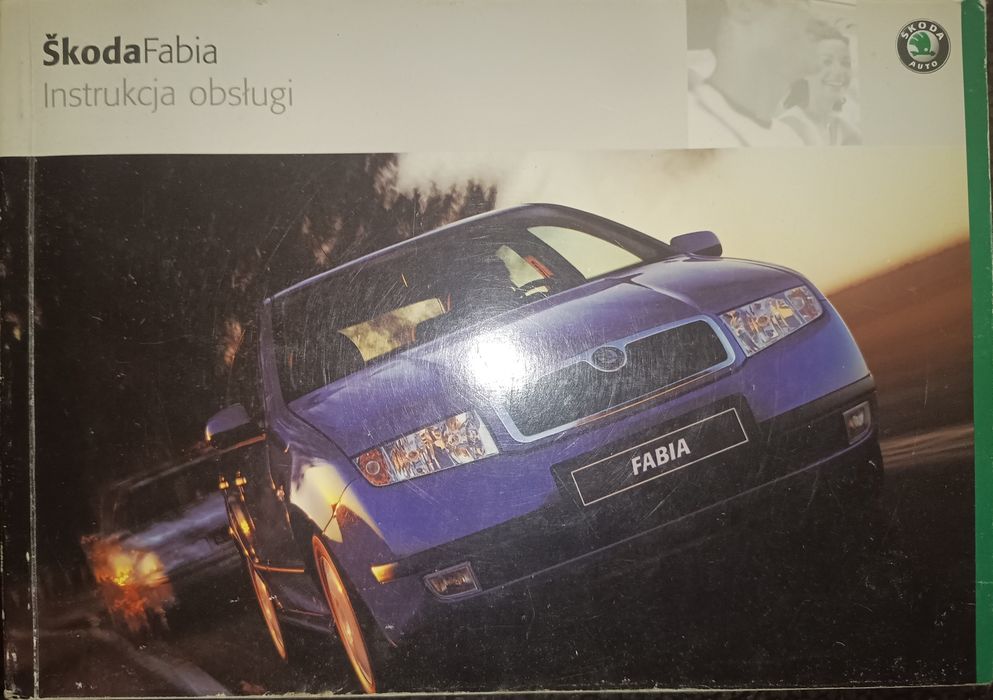 ŠkodaFabia
Instrukcja obsługi
ŠKODA
AUTO
FABIA